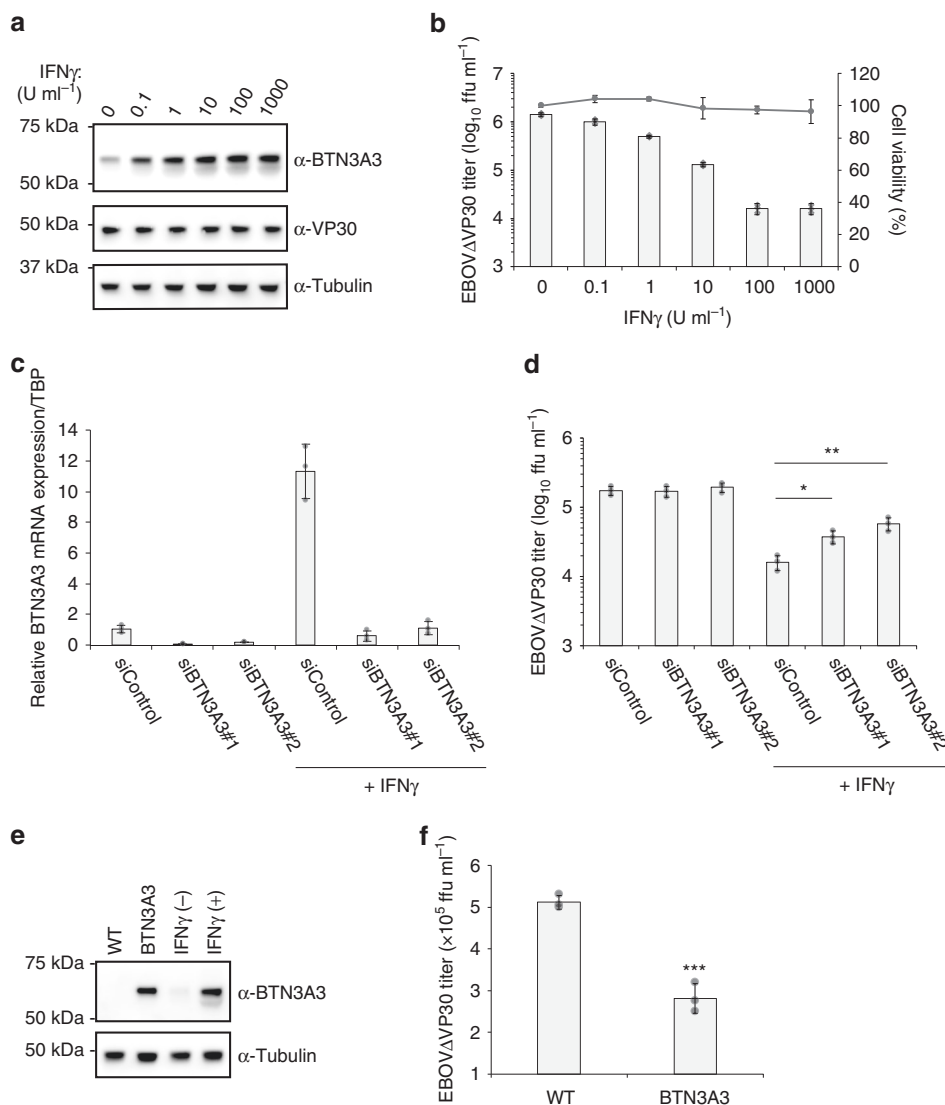 a
IFNγ:
(U ml⁻¹)
0 0.1 1 10 100 1000
75 kDa
α-BTN3A3
50 kDa
50 kDa
α-VP30
37 kDa
α-Tubulin
b
EBOVΔVP30 titer (log₁₀ ffu ml⁻¹)
7
6
5
4
3
120
100
80
60
40
20
0
Cell viability (%)
0 0.1 1 10 100 1000
IFNγ (U ml⁻¹)
c
Relative BTN3A3 mRNA expression/TBP
14
12
10
8
6
4
2
0
siControl
siBTN3A3#1
siBTN3A3#2
siControl
siBTN3A3#1
siBTN3A3#2
+ IFNγ
d
EBOVΔVP30 titer (log₁₀ ffu ml⁻¹)
6
5
4
3
**
*
siControl
siBTN3A3#1
siBTN3A3#2
siControl
siBTN3A3#1
siBTN3A3#2
+ IFNγ
e
WT
BTN3A3
IFNγ (–)
IFNγ (+)
75 kDa
α-BTN3A3
50 kDa
50 kDa
α-Tubulin
f
EBOVΔVP30 titer (×10⁵ ffu ml⁻¹)
6
5
4
3
2
1
***
WT BTN3A3